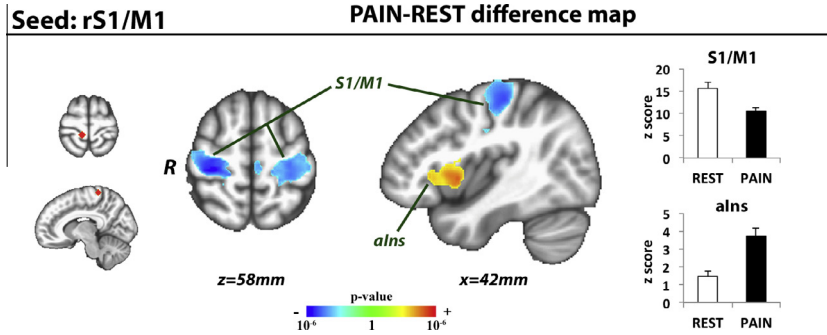 Seed: rS1/M1
PAIN-REST difference map
S1/M1
R
aIns
z=58mm
x=42mm
p-value
- +
10-6 1 10-6
S1/M1
z score
20
15
10
5
0
REST PAIN
aIns
z score
5
4
3
2
1
0
REST PAIN